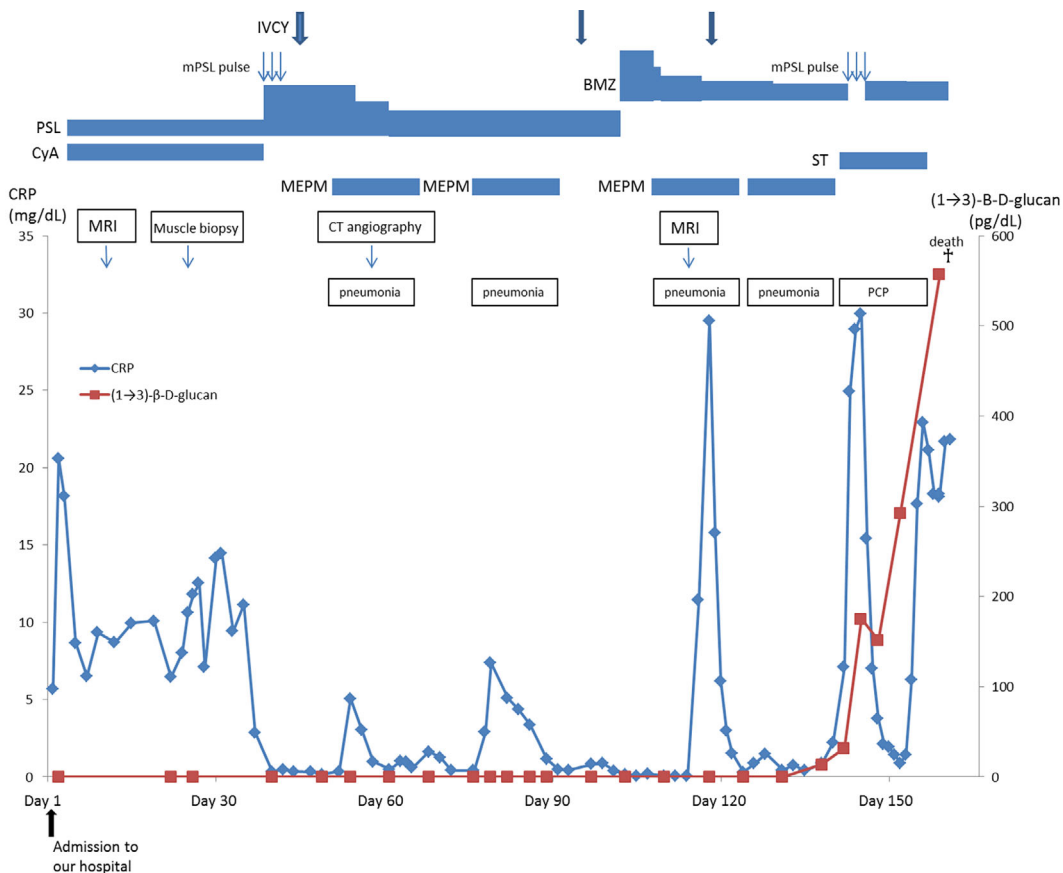 IVCY
mPSL pulse
mPSL pulse
BMZ
PSL
CyA
ST
MEPM
MEPM
MEPM
CRP
(mg/dL)
(1→3)-B-D-glucan
(pg/dL)
MRI
Muscle biopsy
CT angiography
MRI
death
†
pneumonia
pneumonia
pneumonia
pneumonia
PCP
35
30
25
20
15
10
5
0
600
500
400
300
200
100
0
CRP
(1→3)-β-D-glucan
Day 1
Day 30
Day 60
Day 90
Day 120
Day 150
Admission to
our hospital